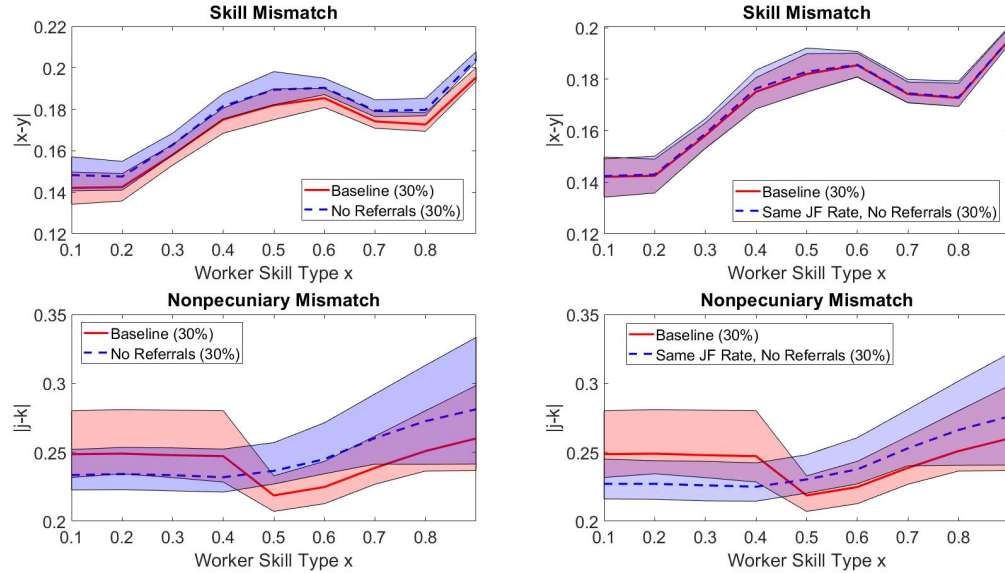 Skill Mismatch
0.22
0.2
0.18
0.16
0.14
0.12
|x-y|
Baseline (30%)
No Referrals (30%)
0.1 0.2 0.3 0.4 0.5 0.6 0.7 0.8
Worker Skill Type x
Skill Mismatch
0.2
0.18
0.16
0.14
0.12
|x-y|
Baseline (30%)
Same JF Rate, No Referrals (30%)
0.1 0.2 0.3 0.4 0.5 0.6 0.7 0.8
Worker Skill Type x
Nonpecuniary Mismatch
0.35
0.3
0.25
0.2
|j-k|
Baseline (30%)
No Referrals (30%)
0.1 0.2 0.3 0.4 0.5 0.6 0.7 0.8
Worker Skill Type x
Nonpecuniary Mismatch
0.35
0.3
0.25
0.2
|j-k|
Baseline (30%)
Same JF Rate, No Referrals (30%)
0.1 0.2 0.3 0.4 0.5 0.6 0.7 0.8
Worker Skill Type x